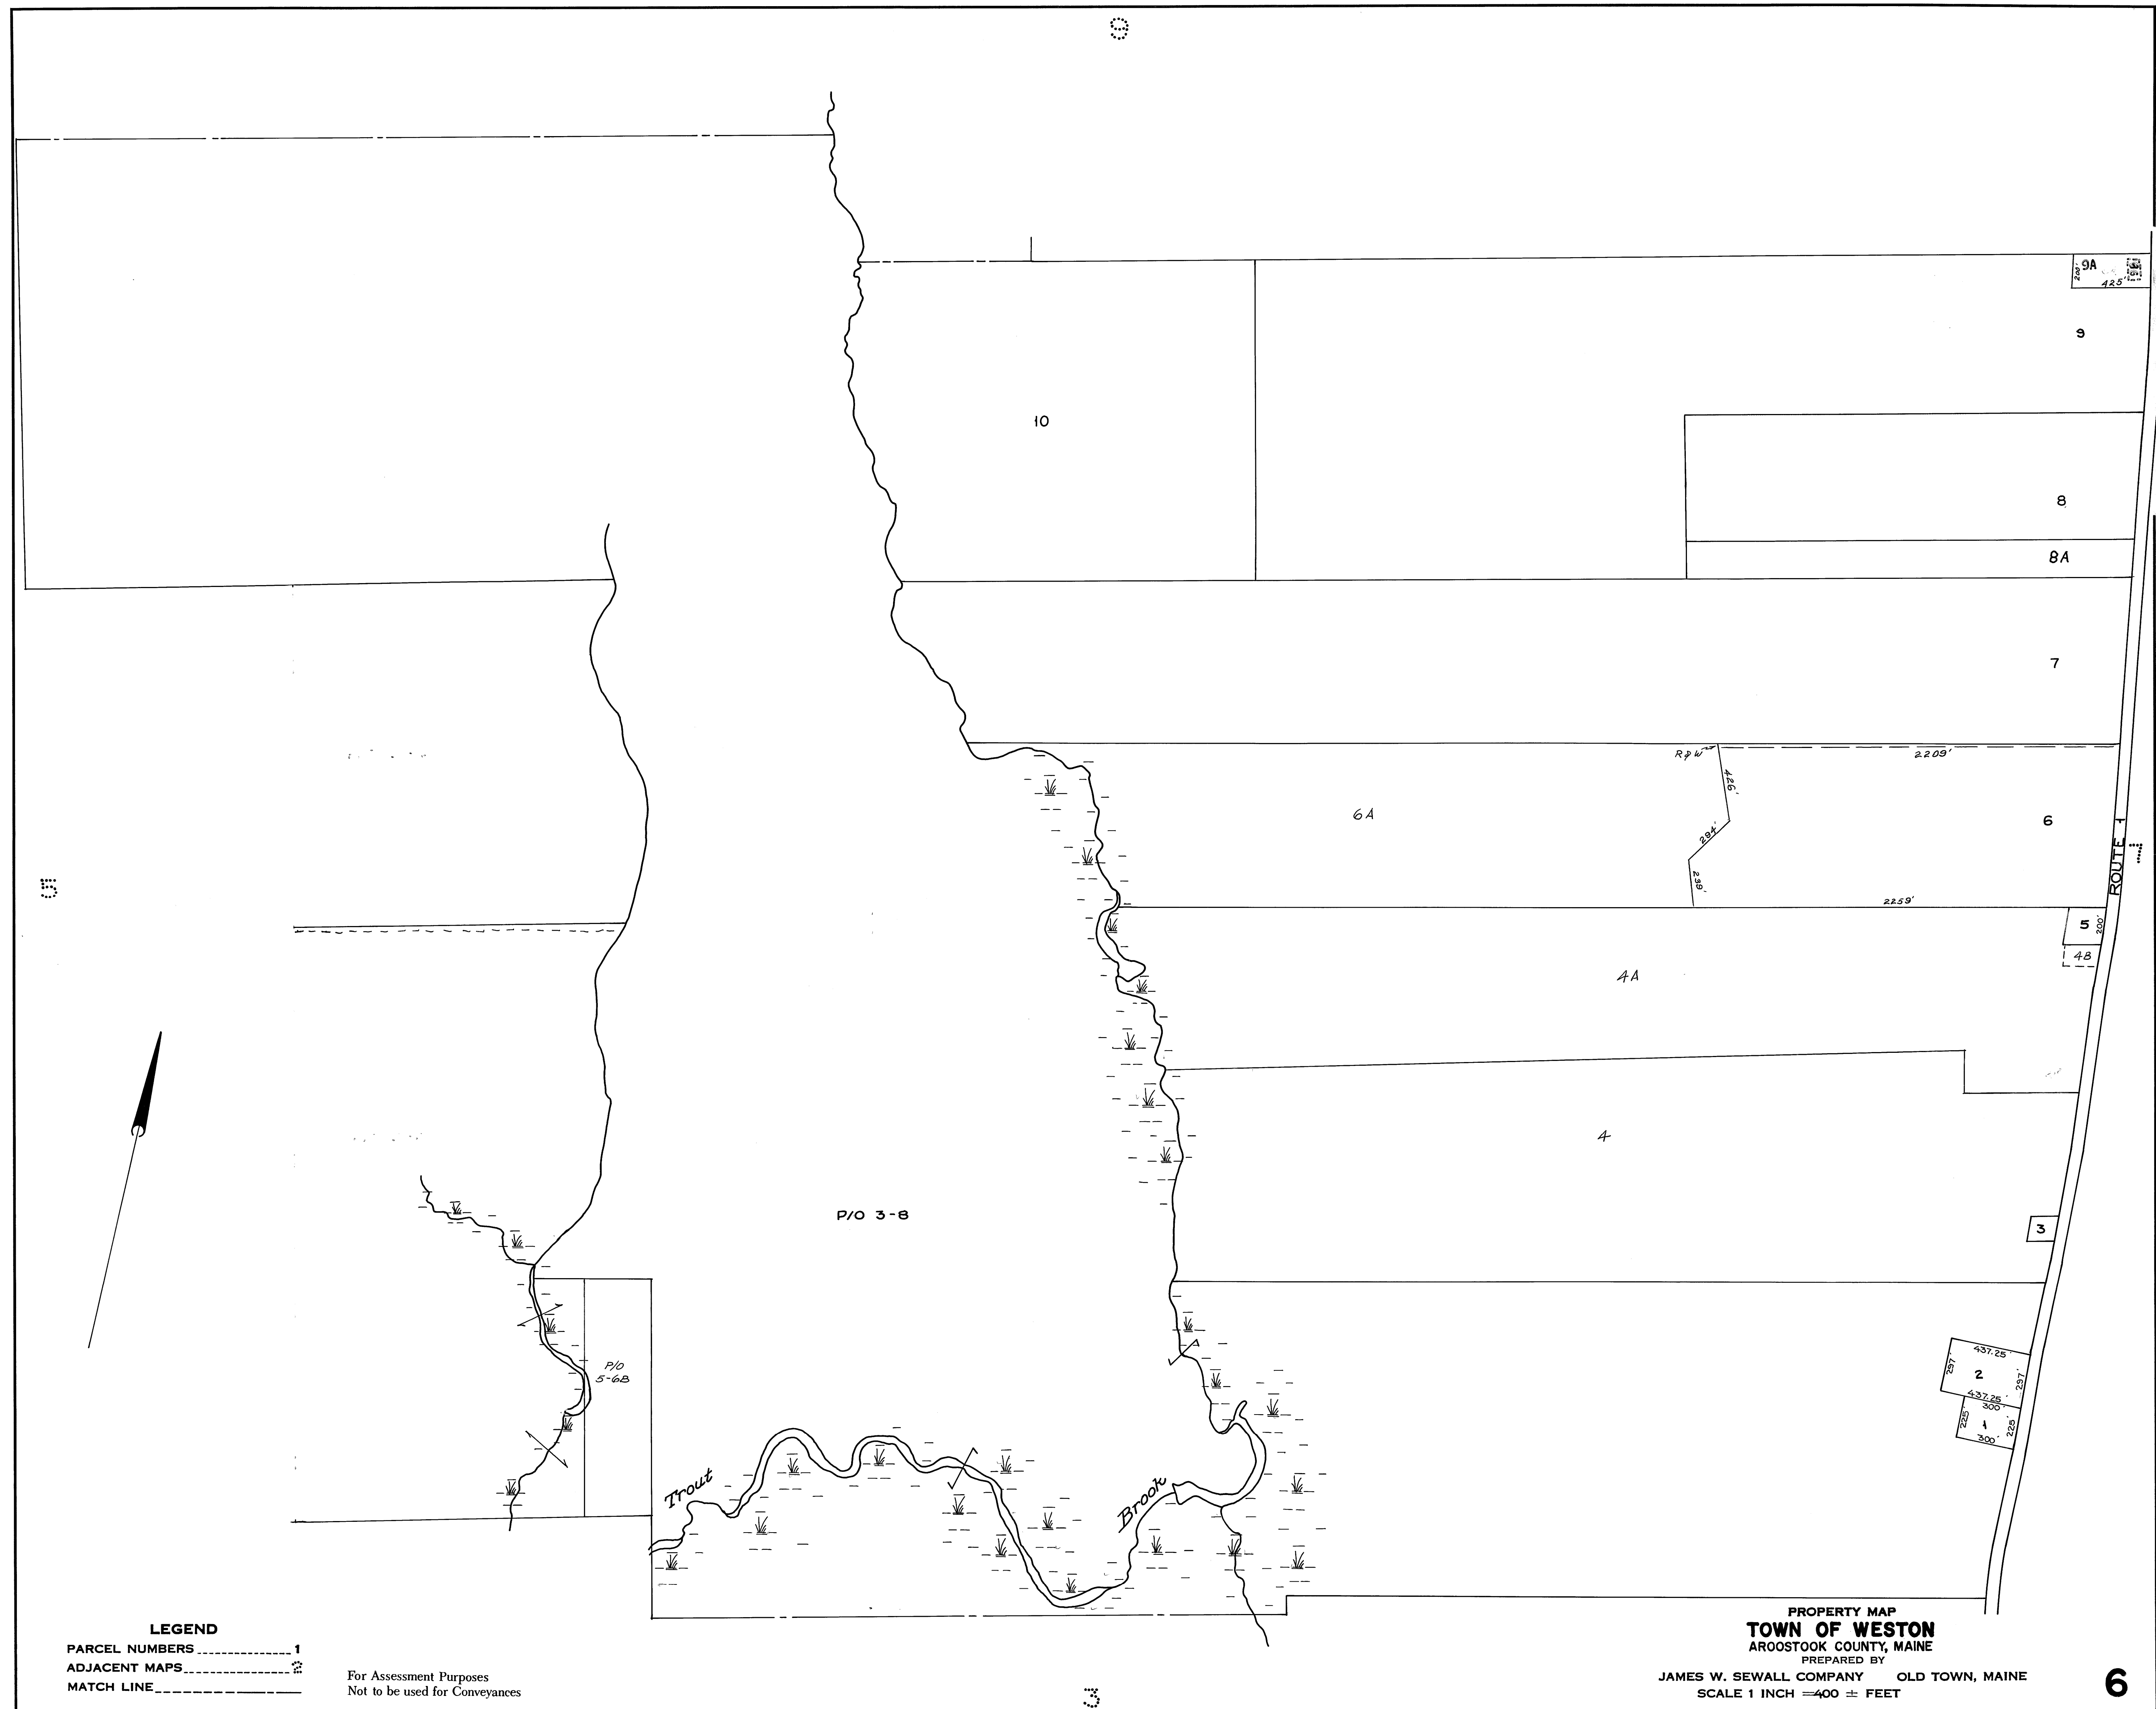 9
9A
200'
425'
9
10
8
8A
7
R/W
2209'
426'
6A
6
294'
ROUTE 1
7
239'
5
2259'
5
200'
4B
4A
4
P/O 3-8
3
437.25'
297'
2
297'
P/O
5-6B
437.25'
300'
225'
1
225'
300'
Trout
Brook
LEGEND
PARCEL NUMBERS 1
ADJACENT MAPS 2
MATCH LINE
For Assessment Purposes
Not to be used for Conveyances
3
PROPERTY MAP
TOWN OF WESTON
AROOSTOOK COUNTY, MAINE
PREPARED BY
JAMES W. SEWALL COMPANY OLD TOWN, MAINE
SCALE 1 INCH = 400 ± FEET
6